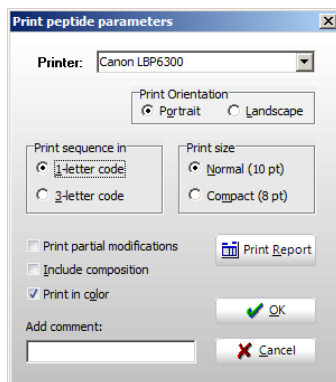 Print peptide parameters
Printer: Canon LBP6300
Print Orientation
Portrait Landscape
Print sequence in Print size
1-letter code Normal (10 pt)
3-letter code Compact (8 pt)
Print partial modifications Print Report
Include composition
Print in color
OK
Add comment:
Cancel